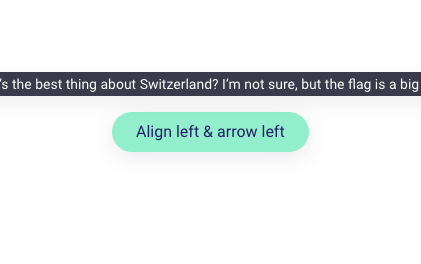 's the best thing about Switzerland? I'm not sure, but the flag is a big
Align left & arrow left